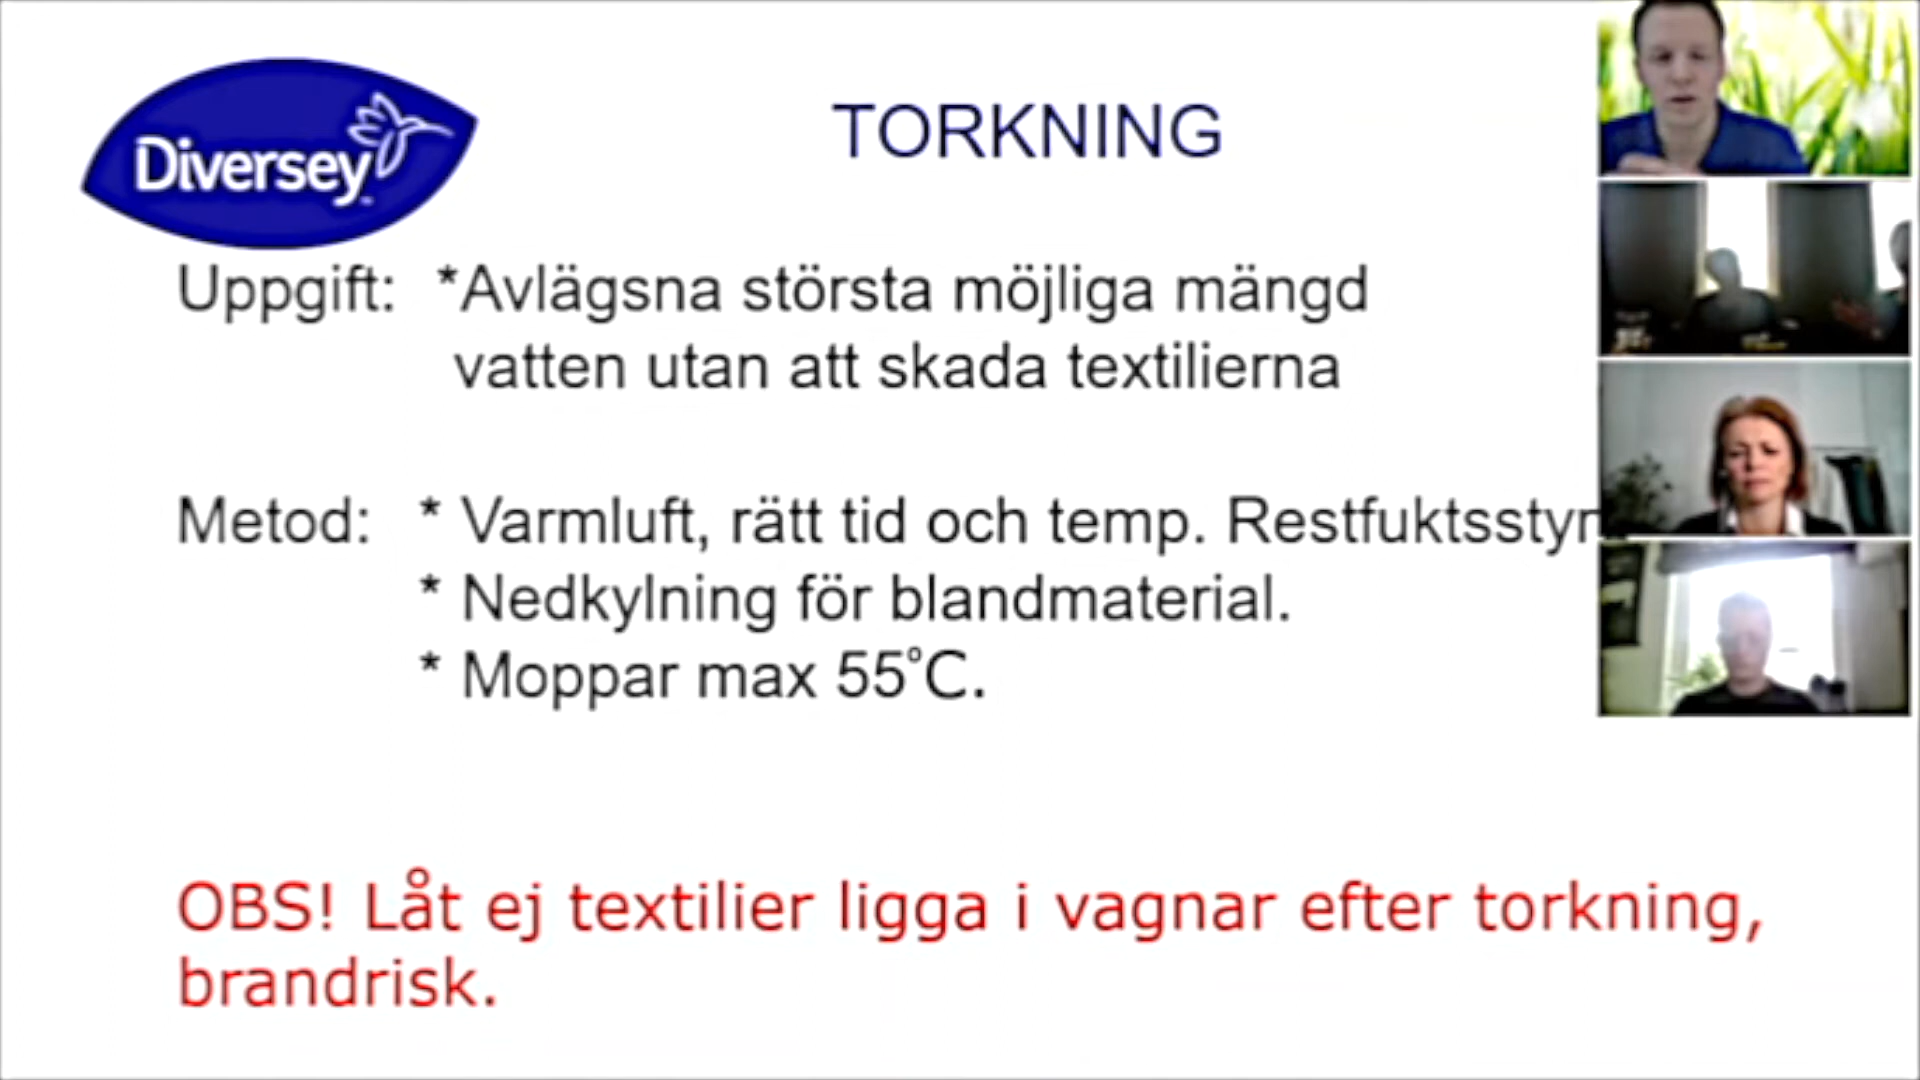 Diversey
TORKNING
Uppgift: *Avlägsna största möjliga mängd
vatten utan att skada textilierna
Metod: * Varmluft, rätt tid och temp.
* Nedkylning för blandmaterial.
* Moppar max 55°C.
OBS! Låt ej textilier ligga i vagnar efter torkning,
brandrisk.